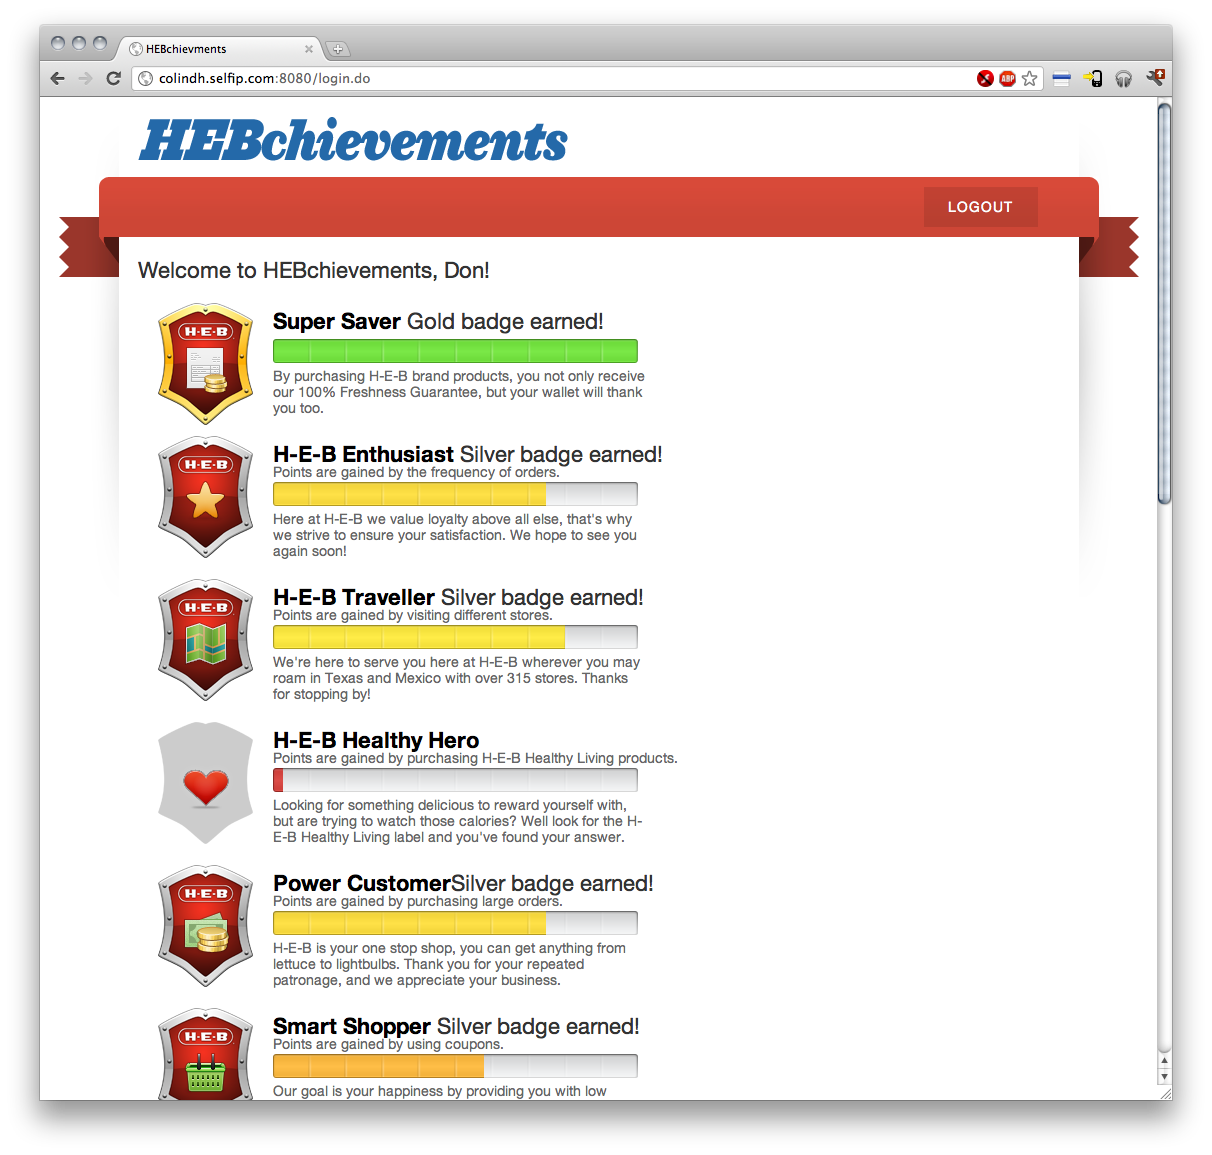 HEBchievments
colindh.selfip.com:8080/login.do
ABP
HEBchievements
LOGOUT
Welcome to HEBchievements, Don!
H-E-B
Super Saver Gold badge earned!
By purchasing H-E-B brand products, you not only receive
our 100% Freshness Guarantee, but your wallet will thank
you too.
H-E-B
H-E-B Enthusiast Silver badge earned!
Points are gained by the frequency of orders.
Here at H-E-B we value loyalty above all else, that's why
we strive to ensure your satisfaction. We hope to see you
again soon!
H-E-B
H-E-B Traveller Silver badge earned!
Points are gained by visiting different stores.
We're here to serve you here at H-E-B wherever you may
roam in Texas and Mexico with over 315 stores. Thanks
for stopping by!
H-E-B Healthy Hero
Points are gained by purchasing H-E-B Healthy Living products.
Looking for something delicious to reward yourself with,
but are trying to watch those calories? Well look for the H-
E-B Healthy Living label and you've found your answer.
H-E-B
Power CustomerSilver badge earned!
Points are gained by purchasing large orders.
H-E-B is your one stop shop, you can get anything from
lettuce to lightbulbs. Thank you for your repeated
patronage, and we appreciate your business.
H-E-B
Smart Shopper Silver badge earned!
Points are gained by using coupons.
Our goal is your happiness by providing you with low